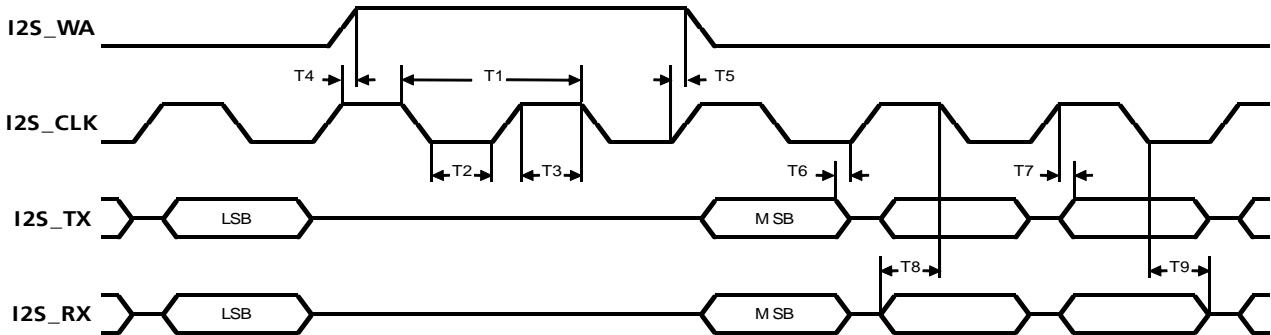 I2S_WA
T4
T1
T5
I2S_CLK
T2
T3
T6
T7
I2S_TX
LSB
MSB
T8
T9
I2S_RX
LSB
MSB